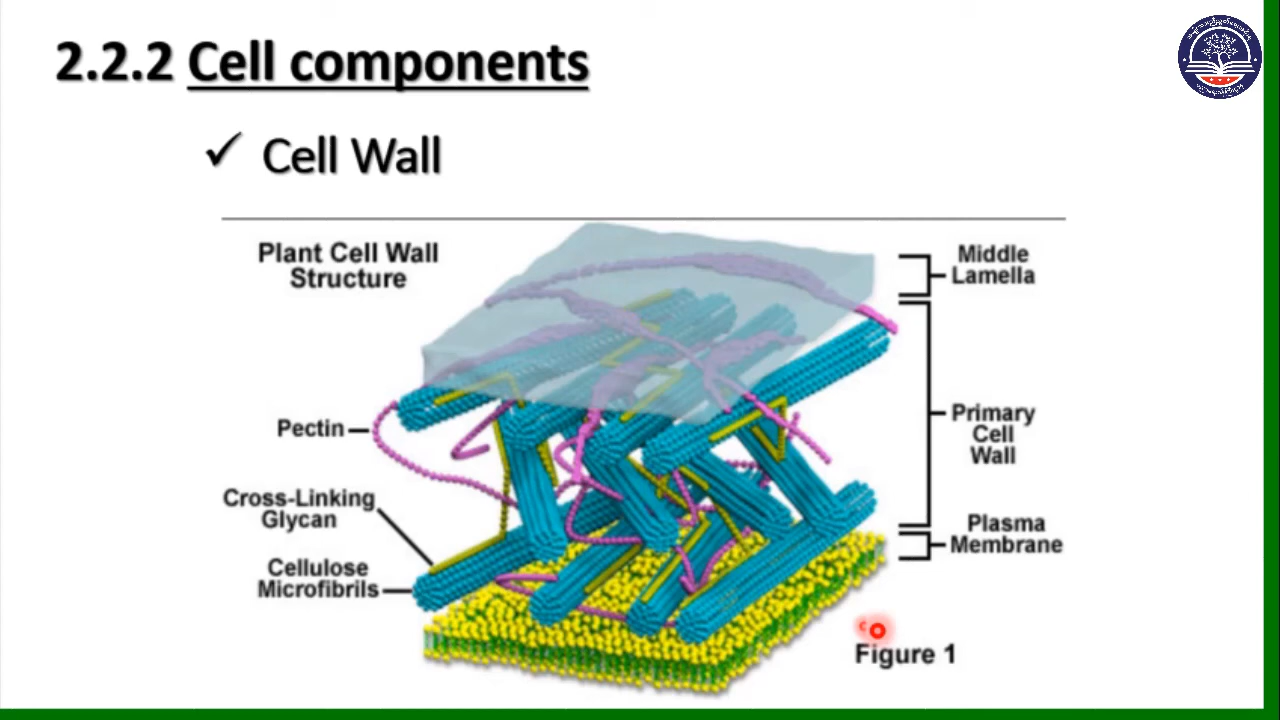 2.2.2 Cell components
✓ Cell Wall
Plant Cell Wall
Structure
Middle
Lamella
Pectin
Primary
Cell
Wall
Cross-Linking
Glycan
Plasma
Membrane
Cellulose
Microfibrils
Figure 1